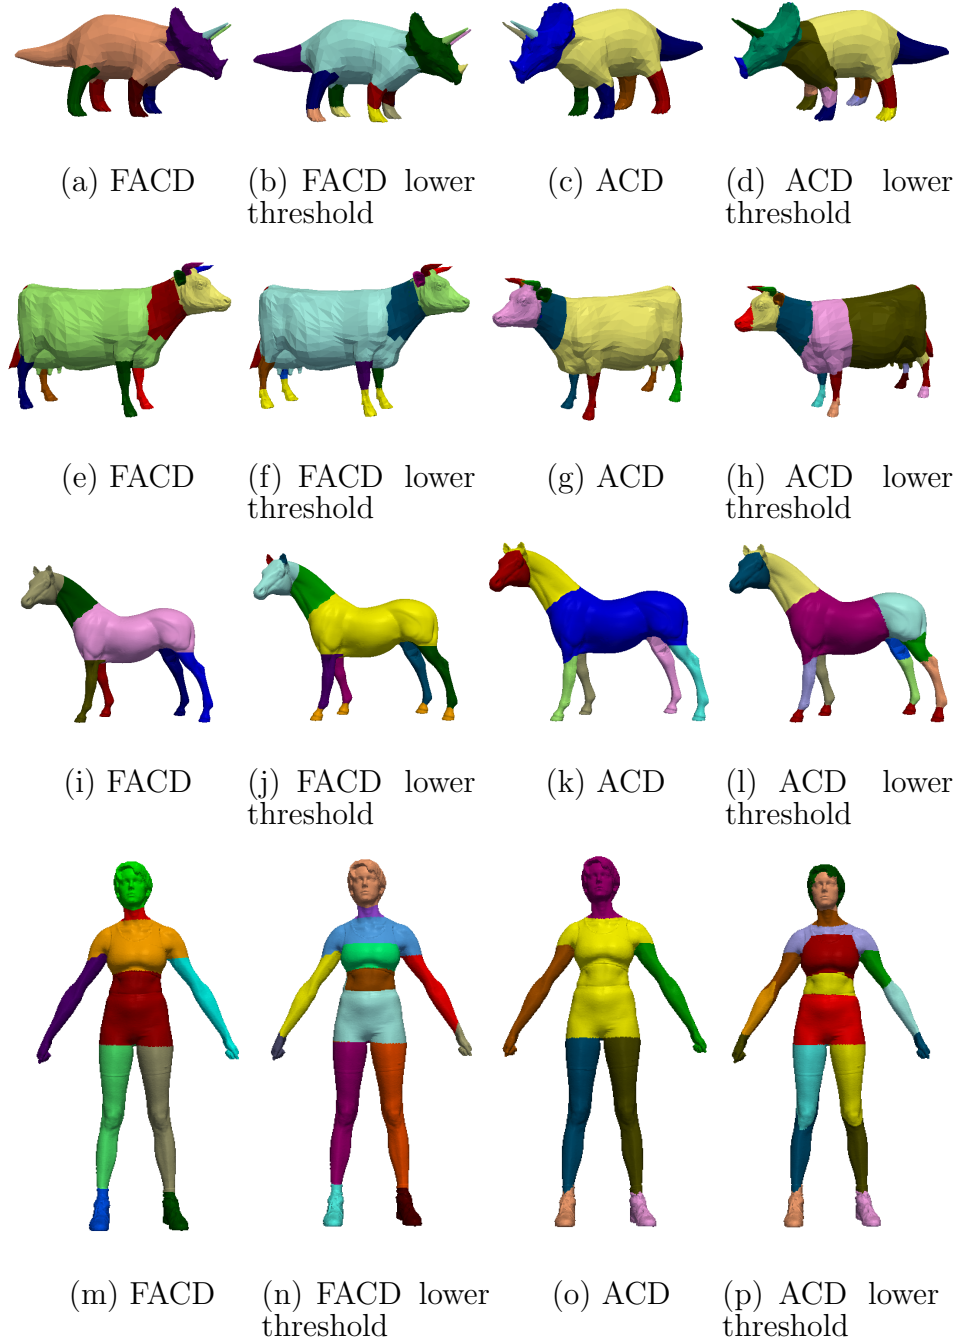 (a) FACD
(b) FACD lower
threshold
(c) ACD
(d) ACD lower
threshold
(e) FACD
(f) FACD lower
threshold
(g) ACD
(h) ACD lower
threshold
(i) FACD
(j) FACD lower
threshold
(k) ACD
(l) ACD lower
threshold
(m) FACD
(n) FACD lower
threshold
(o) ACD
(p) ACD lower
threshold